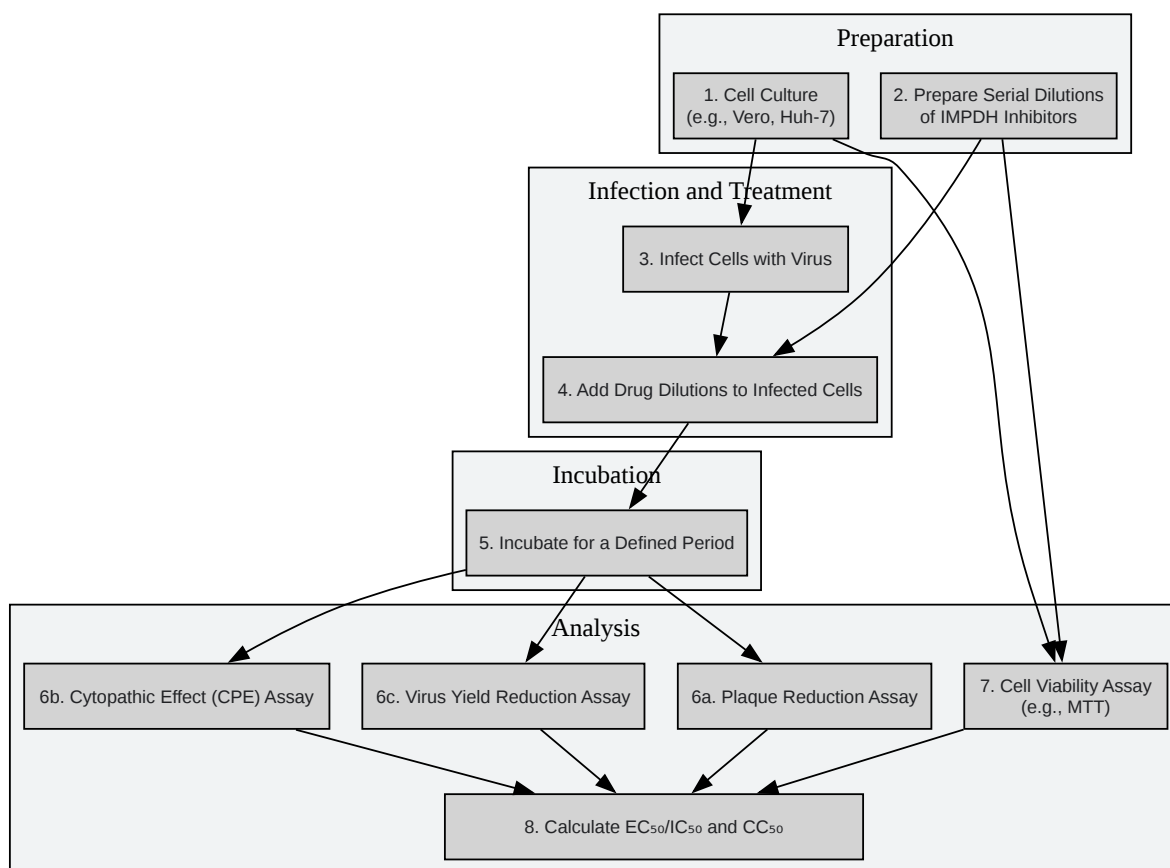 Preparation
1. Cell Culture
(e.g., Vero, Huh-7)
2. Prepare Serial Dilutions
of IMPDH Inhibitors
Infection and Treatment
3. Infect Cells with Virus
4. Add Drug Dilutions to Infected Cells
Incubation
5. Incubate for a Defined Period
Analysis
6b. Cytopathic Effect (CPE) Assay
6c. Virus Yield Reduction Assay
6a. Plaque Reduction Assay
7. Cell Viability Assay
(e.g., MTT)
8. Calculate EC₅₀/IC₅₀ and CC₅₀